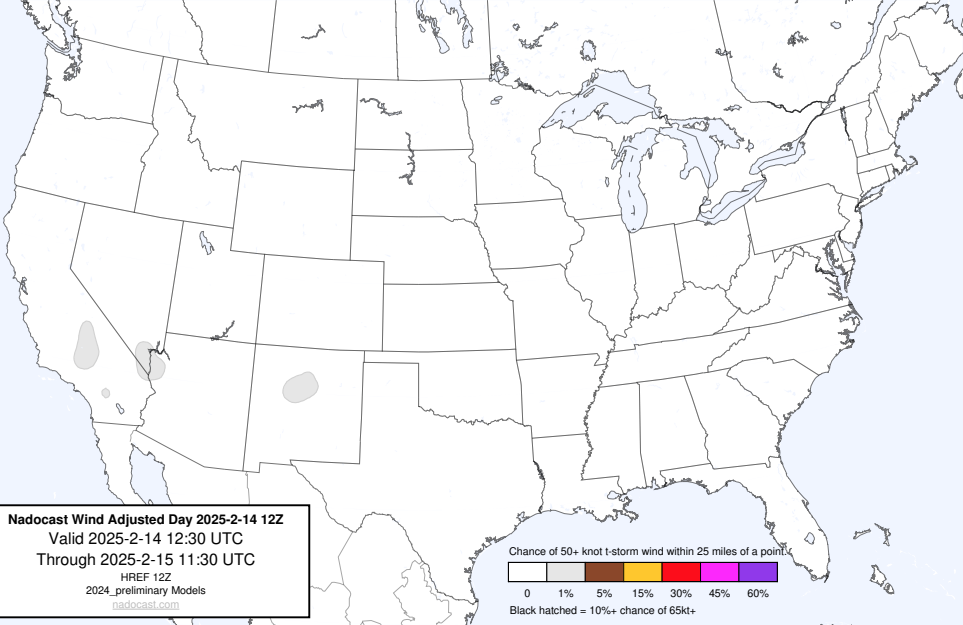 Nadocast Wind Adjusted Day 2025-2-14 12Z
Valid 2025-2-14 12:30 UTC
Through 2025-2-15 11:30 UTC
HREF 12Z
2024_preliminary Models
nadocast.com
Chance of 50+ knot t-storm wind within 25 miles of a point.
0 1% 5% 15% 30% 45% 60%
Black hatched = 10%+ chance of 65kt+